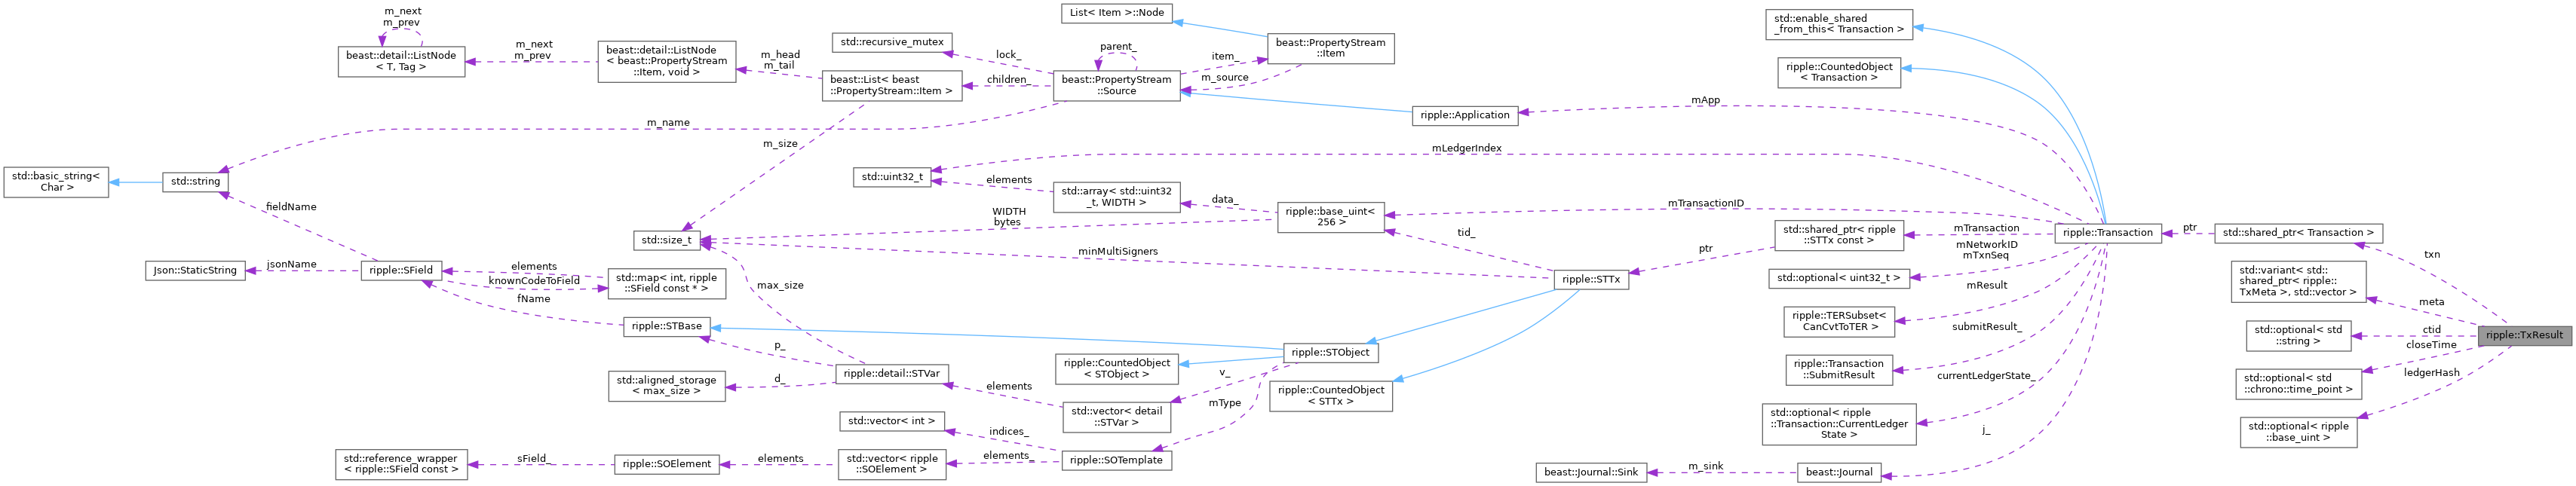 m_next
m_prev
beast::detail::ListNode
< T, Tag >
m_next
m_prev
beast::detail::ListNode
< beast::PropertyStream
::Item, void >
m_head
m_tail
std::recursive_mutex
beast::List< beast
::PropertyStream::Item >
lock_
children_
List< Item >::Node
parent_
beast::PropertyStream
::Source
item_
m_source
beast::PropertyStream
::Item
ripple::Application
mApp
std::enable_shared
_from_this< Transaction >
ripple::CountedObject
< Transaction >
m_name
m_size
std::basic_string<
Char >
std::string
fieldName
std::uint32_t
elements
std::array< std::uint32
_t, WIDTH >
data_
ripple::base_uint<
256 >
mLedgerIndex
mTransactionID
WIDTH
bytes
std::size_t
minMultiSigners
tid_
ripple::STTx
ptr
std::shared_ptr< ripple
::STTx const >
mTransaction
mNetworkID
mTxnSeq
std::optional< uint32_t >
ripple::Transaction
ptr
std::shared_ptr< Transaction >
txn
Json::StaticString
jsonName
ripple::SField
elements
knownCodeToField
fName
std::map< int, ripple
::SField const * >
max_size
ripple::STBase
p_
d_
std::aligned_storage
< max_size >
ripple::detail::STVar
elements
ripple::CountedObject
< STObject >
ripple::STObject
v_
mType
ripple::CountedObject
< STTx >
std::vector< detail
::STVar >
std::vector< int >
indices_
elements_
ripple::SOTemplate
std::vector< ripple
::SOElement >
elements
ripple::SOElement
sField_
std::reference_wrapper
< ripple::SField const >
mResult
ripple::TERSubset<
CanCvtToTER >
submitResult_
ripple::Transaction
::SubmitResult
currentLedgerState_
std::optional< ripple
::Transaction::CurrentLedger
State >
j_
beast::Journal
m_sink
beast::Journal::Sink
std::variant< std::
shared_ptr< ripple::
TxMeta >, std::vector >
meta
std::optional< std
::string >
ctid
closeTime
std::optional< std
::chrono::time_point >
ledgerHash
std::optional< ripple
::base_uint >
ripple::TxResult